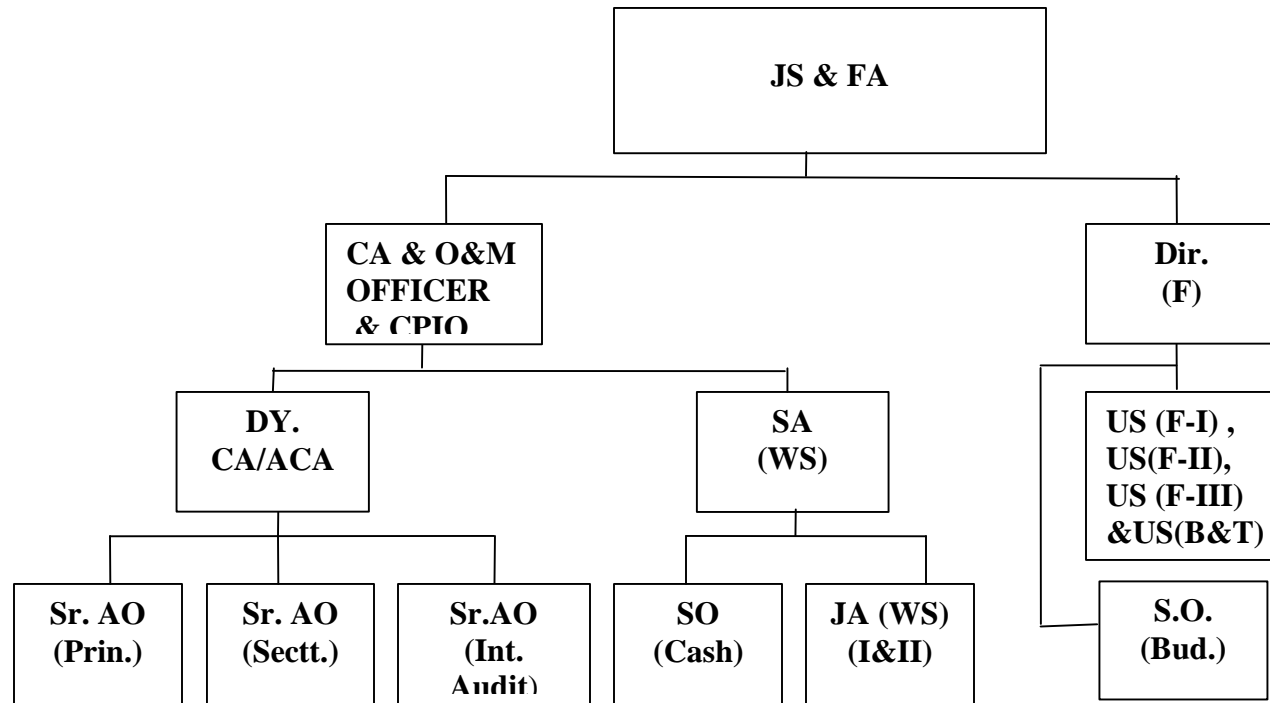 JS & FA
CA & O&M
OFFICER
& CPIO
Dir.
(F)
DY.
CA/ACA
SA
(WS)
US (F-I) ,
US(F-II),
US (F-III)
&US(B&T)
Sr. AO
(Prin.)
Sr. AO
(Sectt.)
Sr.AO
(Int.
Audit)
SO
(Cash)
JA (WS)
(I&II)
S.O.
(Bud.)